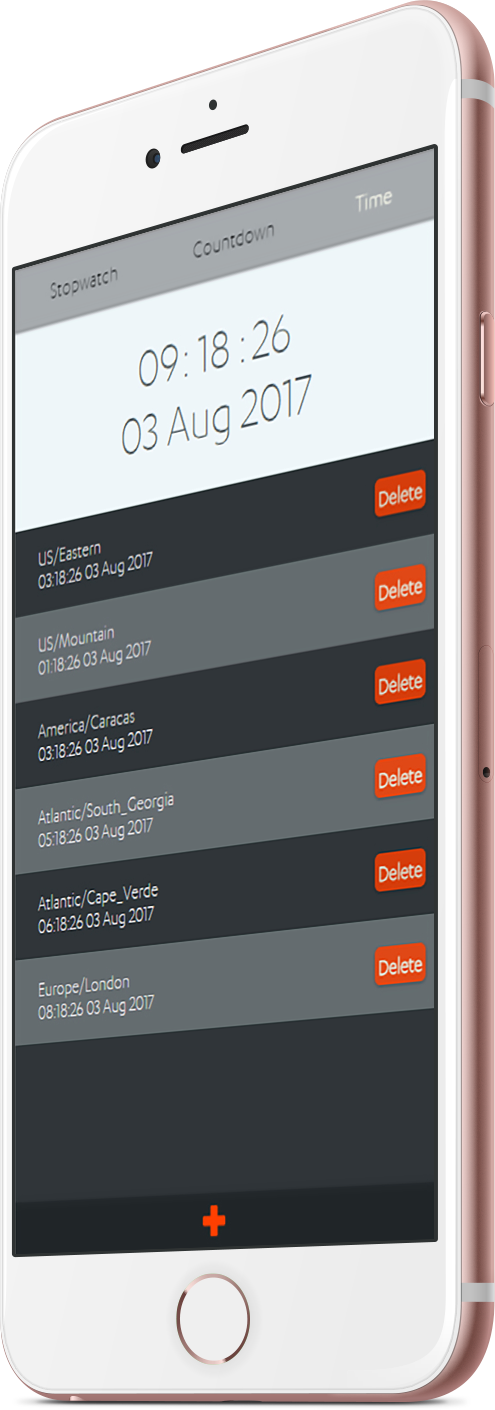 Stopwatch Countdown Time
09 : 18 : 26
03 Aug 2017
US/Eastern
03:18:26 03 Aug 2017
Delete
US/Mountain
01:18:26 03 Aug 2017
Delete
America/Caracas
03:18:26 03 Aug 2017
Delete
Atlantic/South_Georgia
05:18:26 03 Aug 2017
Delete
Atlantic/Cape_Verde
06:18:26 03 Aug 2017
Delete
Europe/London
08:18:26 03 Aug 2017
Delete